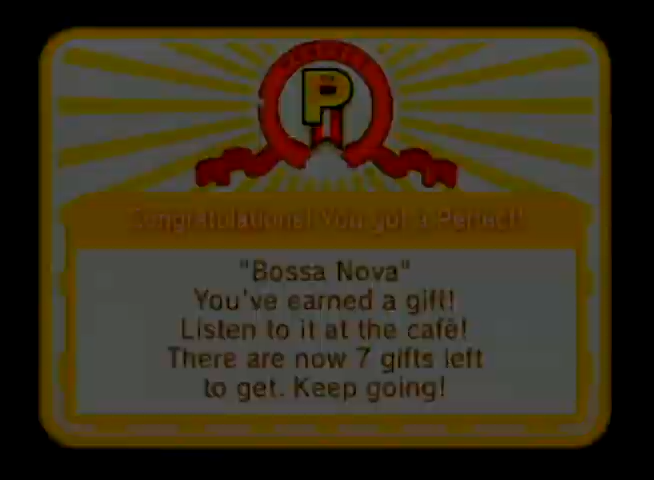 P
Congratulations! You got a Perfect!
"Bossa Nova"
You've earned a gift!
Listen to it at the café!
There are now 7 gifts left
to get. Keep going!